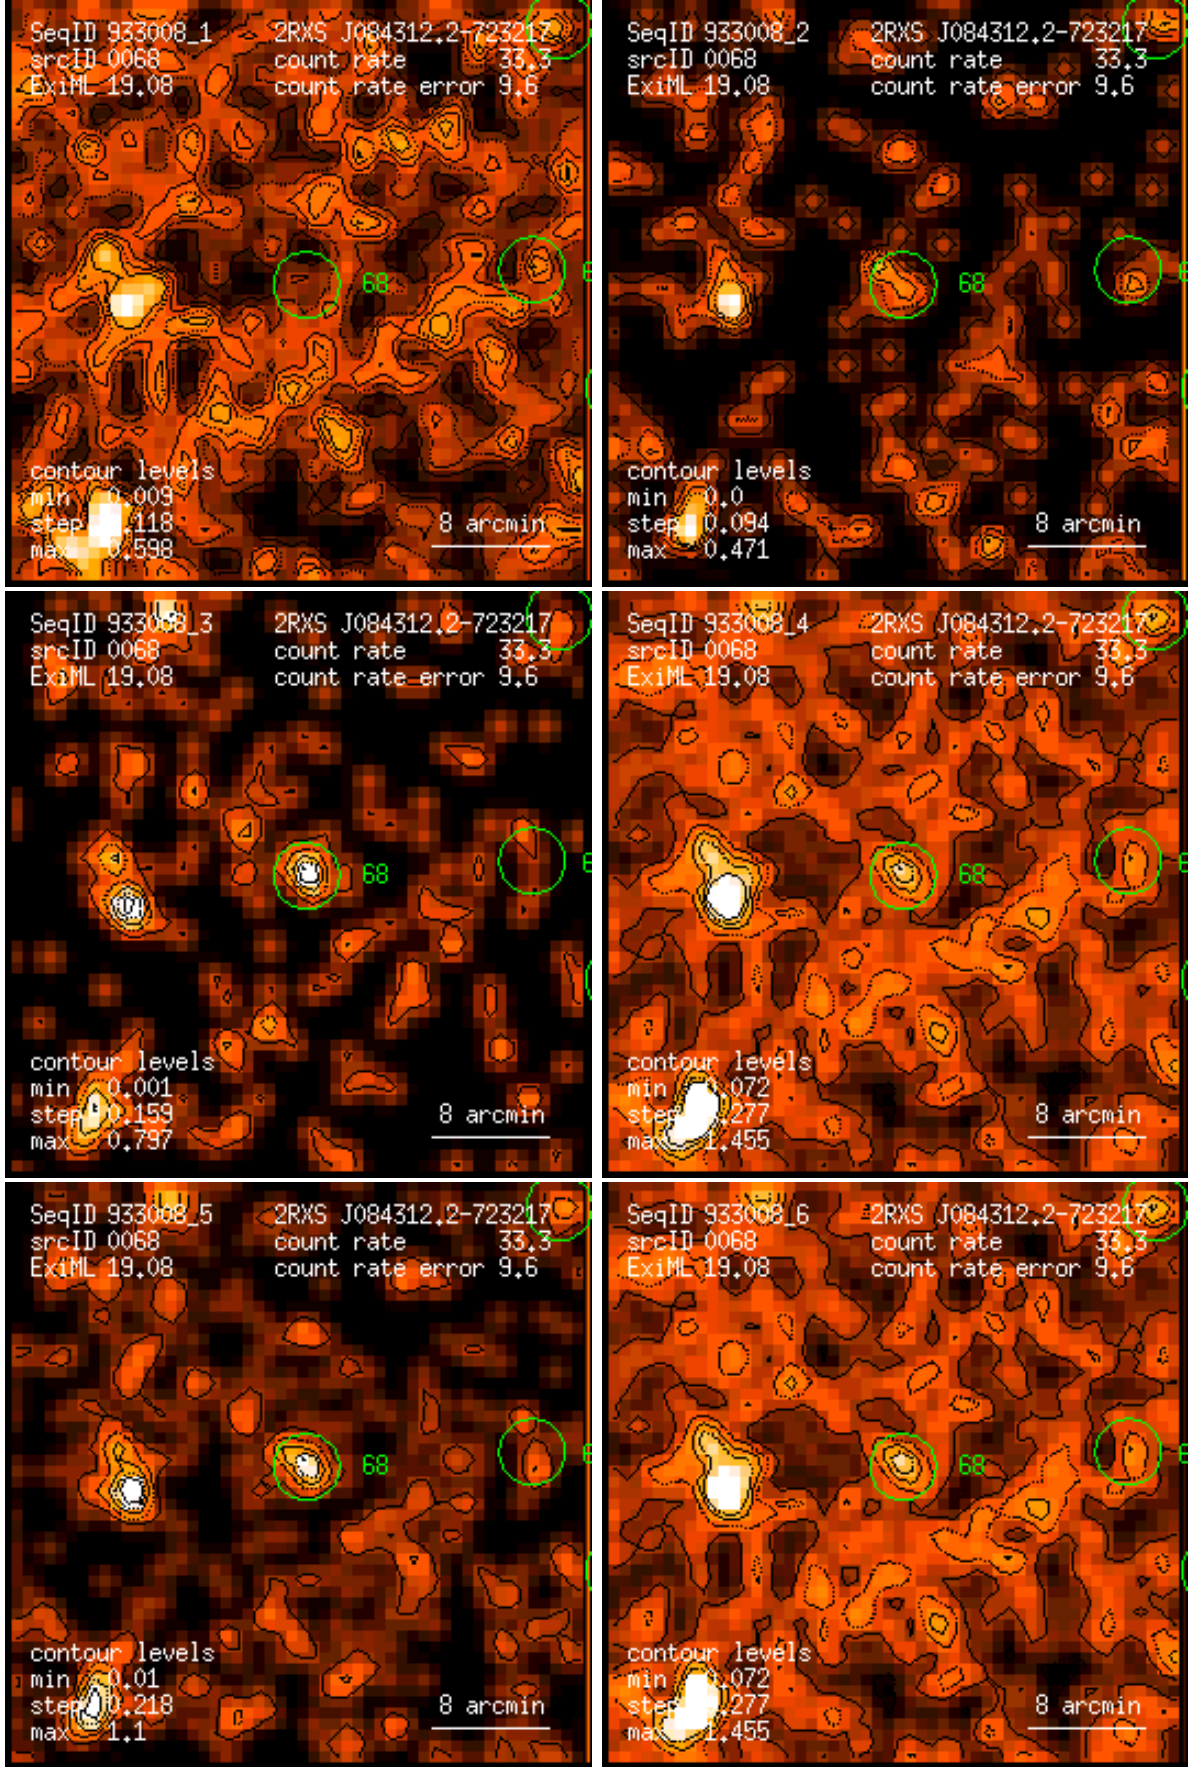 SeqID 933008_1 2RXS J084312.2-723217
srcID 0068 count rate 33.3
ExiML 19.08 count rate error 9.6
68
contour levels
min 0.009
step 0.118
max 0.598
8 arcmin
SeqID 933008_2 2RXS J084312.2-723217
srcID 0068 count rate 33.3
ExiML 19.08 count rate error 9.6
68
contour levels
min 0.0
step 0.094
max 0.471
8 arcmin
SeqID 933008_3 2RXS J084312.2-723217
srcID 0068 count rate 33.3
ExiML 19.08 count rate error 9.6
68
contour levels
min 0.001
step 0.159
max 0.797
8 arcmin
SeqID 933008_4 2RXS J084312.2-723217
srcID 0068 count rate 33.3
ExiML 19.08 count rate error 9.6
68
contour levels
min 0.072
step 0.277
max 1.455
8 arcmin
SeqID 933008_5 2RXS J084312.2-723217
srcID 0068 count rate 33.3
ExiML 19.08 count rate error 9.6
68
contour levels
min 0.01
step 0.218
max 1.1
8 arcmin
SeqID 933008_6 2RXS J084312.2-723217
srcID 0068 count rate 33.3
ExiML 19.08 count rate error 9.6
68
contour levels
min 0.072
step 0.277
max 1.455
8 arcmin